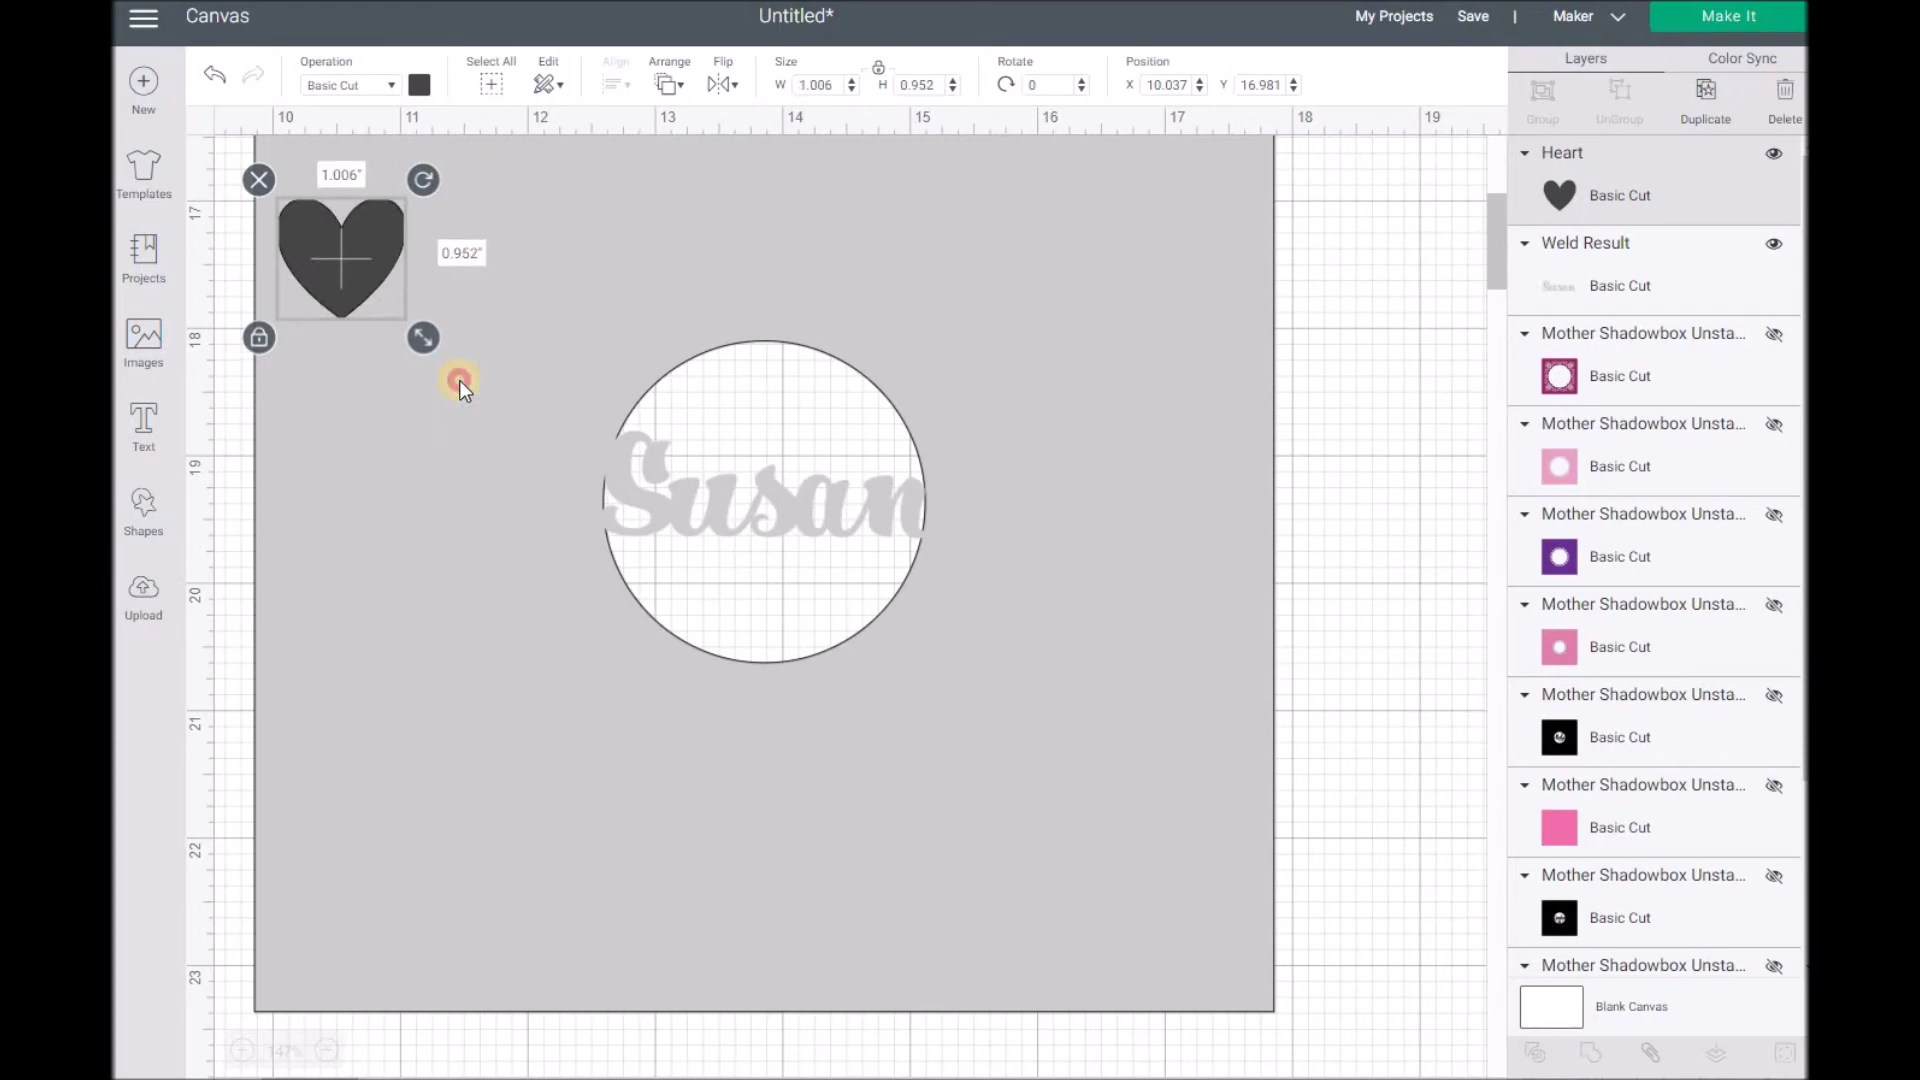 Canvas
Untitled*
My Projects
Save
|
Maker
Make It
New
Templates
Projects
Images
Text
Shapes
Upload
Operation
Basic Cut
Select All
Edit
Align
Arrange
Flip
Size
W 1.006
H 0.952
Rotate
0
Position
X 10.037
Y 16.981
10 11 12 13 14 15 16 17 18 19
17
18
19
20
21
22
23
1.006"
0.952"
Susan
147%
Layers
Color Sync
Group
UnGroup
Duplicate
Delete
Heart
Basic Cut
Weld Result
Susan
Basic Cut
Mother Shadowbox Unsta...
Basic Cut
Mother Shadowbox Unsta...
Basic Cut
Mother Shadowbox Unsta...
Basic Cut
Mother Shadowbox Unsta...
Basic Cut
Mother Shadowbox Unsta...
Basic Cut
Mother Shadowbox Unsta...
Basic Cut
Mother Shadowbox Unsta...
Basic Cut
Mother Shadowbox Unsta...
Blank Canvas